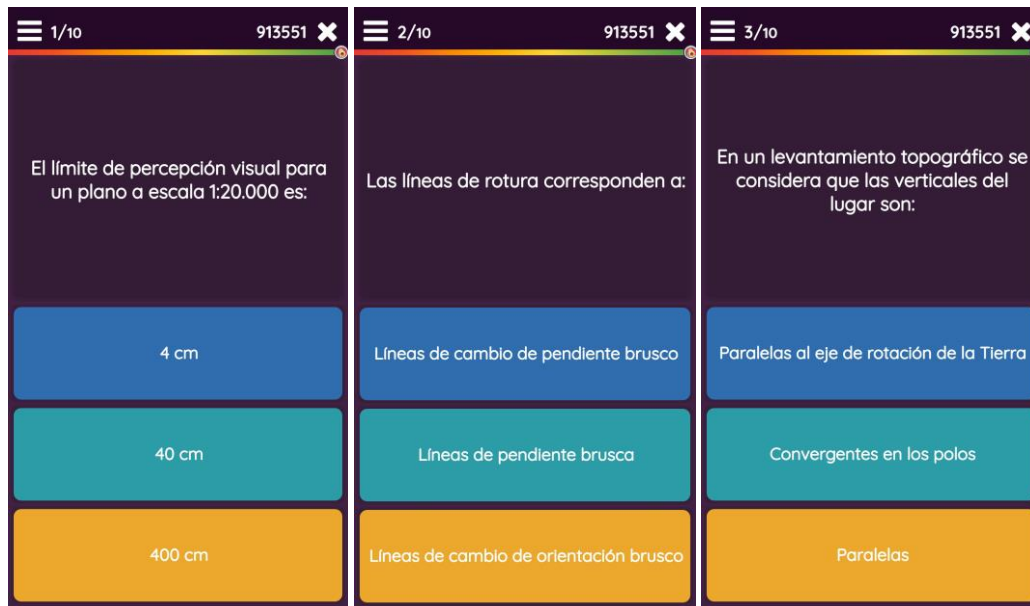 1/10 913551
El límite de percepción visual para
un plano a escala 1:20.000 es:
4 cm
40 cm
400 cm
2/10 913551
Las líneas de rotura corresponden a:
Líneas de cambio de pendiente brusco
Líneas de pendiente brusca
Líneas de cambio de orientación brusco
3/10 913551
En un levantamiento topográfico se
considera que las verticales del
lugar son:
Paralelas al eje de rotación de la Tierra
Convergentes en los polos
Paralelas